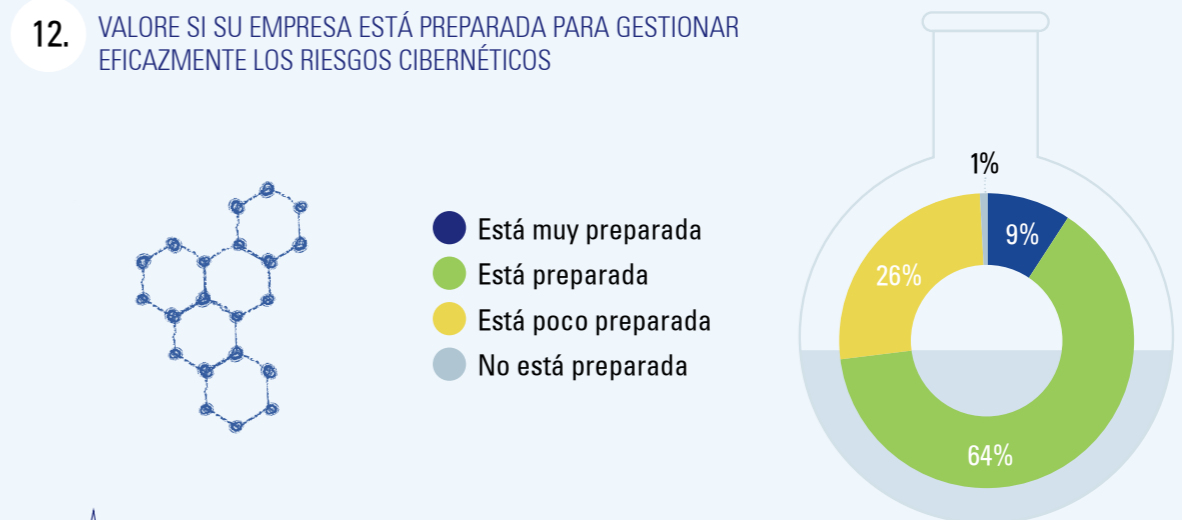 12.
VALORE SI SU EMPRESA ESTÁ PREPARADA PARA GESTIONAR
EFICAZMENTE LOS RIESGOS CIBERNÉTICOS
Está muy preparada
Está preparada
Está poco preparada
No está preparada
1%
9%
26%
64%